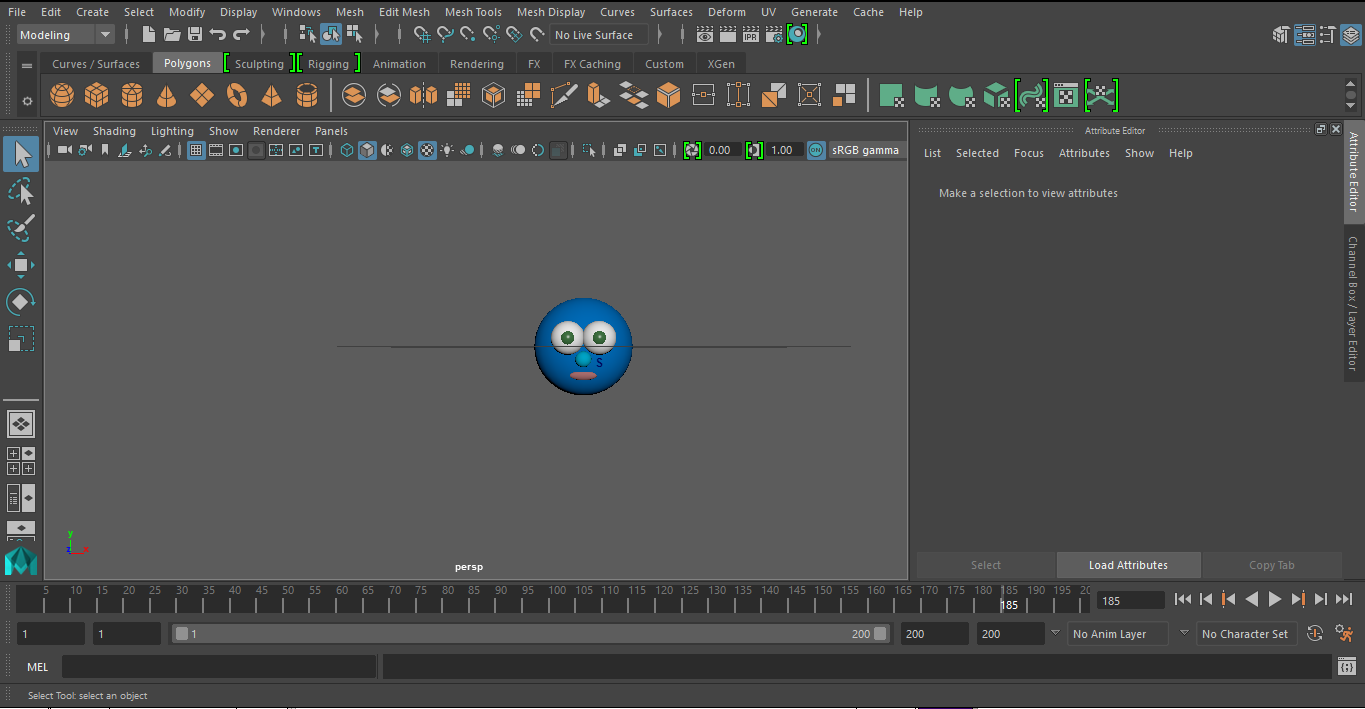 File Edit Create Select Modify Display Windows Mesh Edit Mesh Mesh Tools Mesh Display Curves Surfaces Deform UV Generate Cache Help
Modeling No Live Surface IPR
Curves / Surfaces Polygons Sculpting Rigging Animation Rendering FX FX Caching Custom XGen
View Shading Lighting Show Renderer Panels
0.00 1.00 ON sRGB gamma
S
y
z x
persp
Attribute Editor
List Selected Focus Attributes Show Help
Make a selection to view attributes
Select Load Attributes Copy Tab
Attribute Editor
Channel Box / Layer Editor
5 10 15 20 25 30 35 40 45 50 55 60 65 70 75 80 85 90 95 100 105 110 115 120 125 130 135 140 145 150 155 160 165 170 175 180 185 190 195 20
185 185
1 1 1 200 200 200 No Anim Layer No Character Set
MEL
Select Tool: select an object